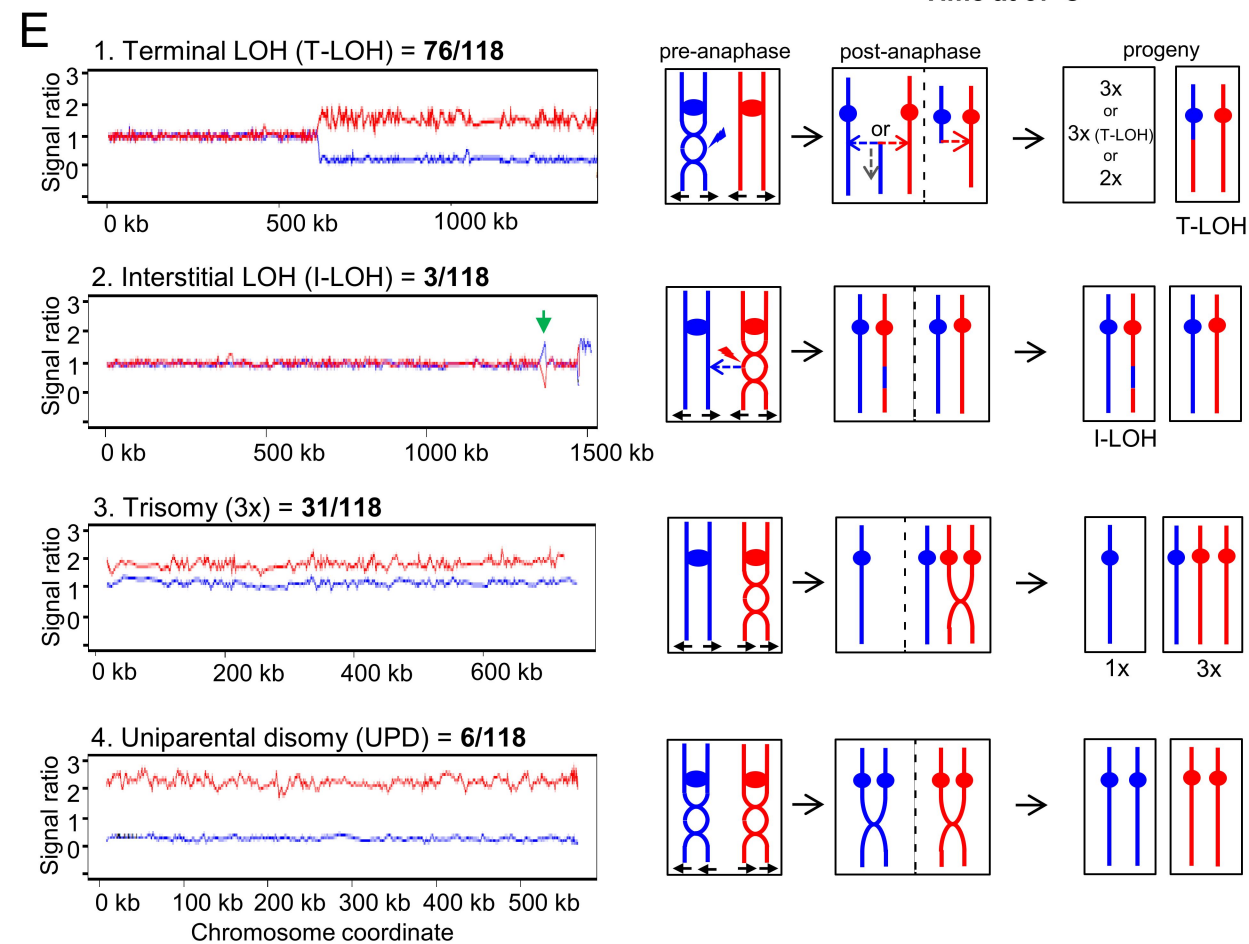 E
1. Terminal LOH (T-LOH) = 76/118
Signal ratio
3
2
1
0
0 kb 500 kb 1000 kb
pre-anaphase post-anaphase progeny
or
3x
or
3x (T-LOH)
or
2x
T-LOH
2. Interstitial LOH (I-LOH) = 3/118
Signal ratio
3
2
1
0
0 kb 500 kb 1000 kb 1500 kb
I-LOH
3. Trisomy (3x) = 31/118
Signal ratio
3
2
1
0
0 kb 200 kb 400 kb 600 kb
1x 3x
4. Uniparental disomy (UPD) = 6/118
Signal ratio
3
2
1
0
0 kb 100 kb 200 kb 300 kb 400 kb 500 kb
Chromosome coordinate